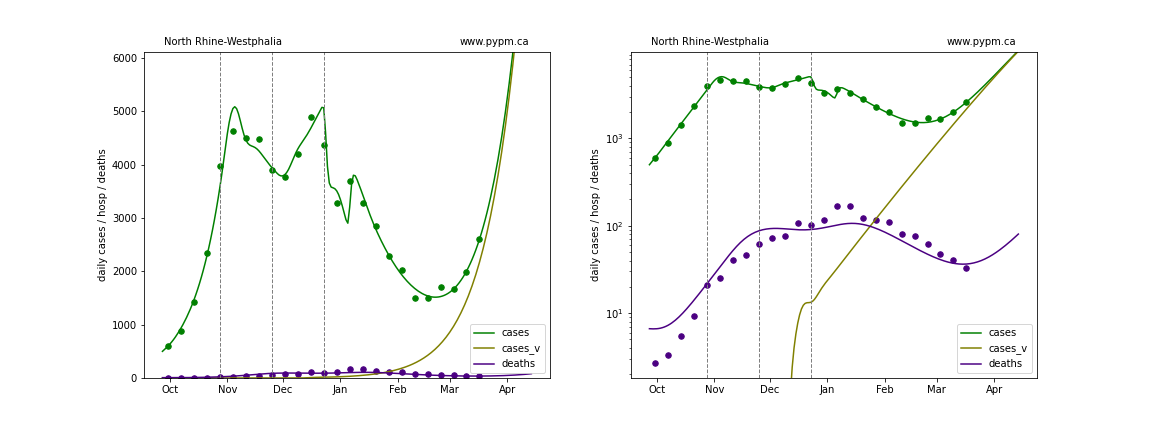 North Rhine-Westphalia
www.pypm.ca
daily cases / hosp / deaths
6000
5000
4000
3000
2000
1000
0
Oct
Nov
Dec
Jan
Feb
Mar
Apr
cases
cases_v
deaths
North Rhine-Westphalia
www.pypm.ca
daily cases / hosp / deaths
10³
10²
10¹
Oct
Nov
Dec
Jan
Feb
Mar
Apr
cases
cases_v
deaths